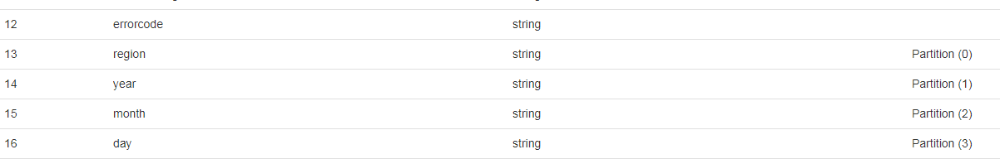 12 errorcode string
13 region string Partition (0)
14 year string Partition (1)
15 month string Partition (2)
16 day string Partition (3)